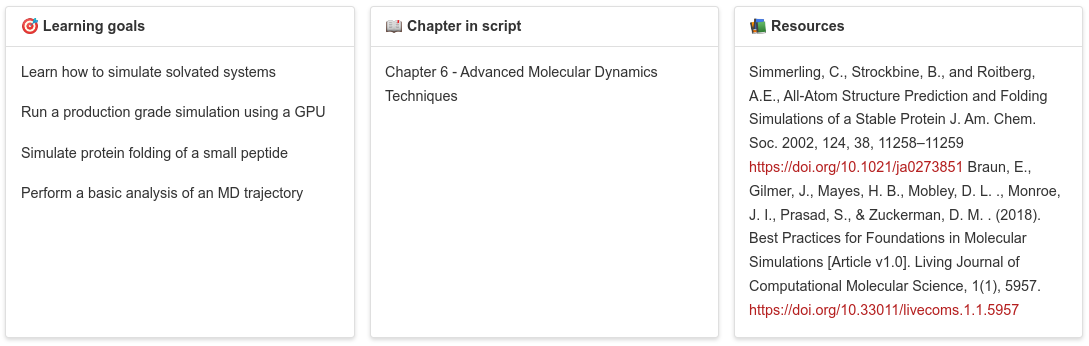 Learning goals
Learn how to simulate solvated systems
Run a production grade simulation using a GPU
Simulate protein folding of a small peptide
Perform a basic analysis of an MD trajectory
Chapter in script
Chapter 6 - Advanced Molecular Dynamics
Techniques
Resources
Simmerling, C., Strockbine, B., and Roitberg,
A.E., All-Atom Structure Prediction and Folding
Simulations of a Stable Protein J. Am. Chem.
Soc. 2002, 124, 38, 11258–11259
https://doi.org/10.1021/ja0273851 Braun, E.,
Gilmer, J., Mayes, H. B., Mobley, D. L. ., Monroe,
J. I., Prasad, S., & Zuckerman, D. M. . (2018).
Best Practices for Foundations in Molecular
Simulations [Article v1.0]. Living Journal of
Computational Molecular Science, 1(1), 5957.
https://doi.org/10.33011/livecoms.1.1.5957